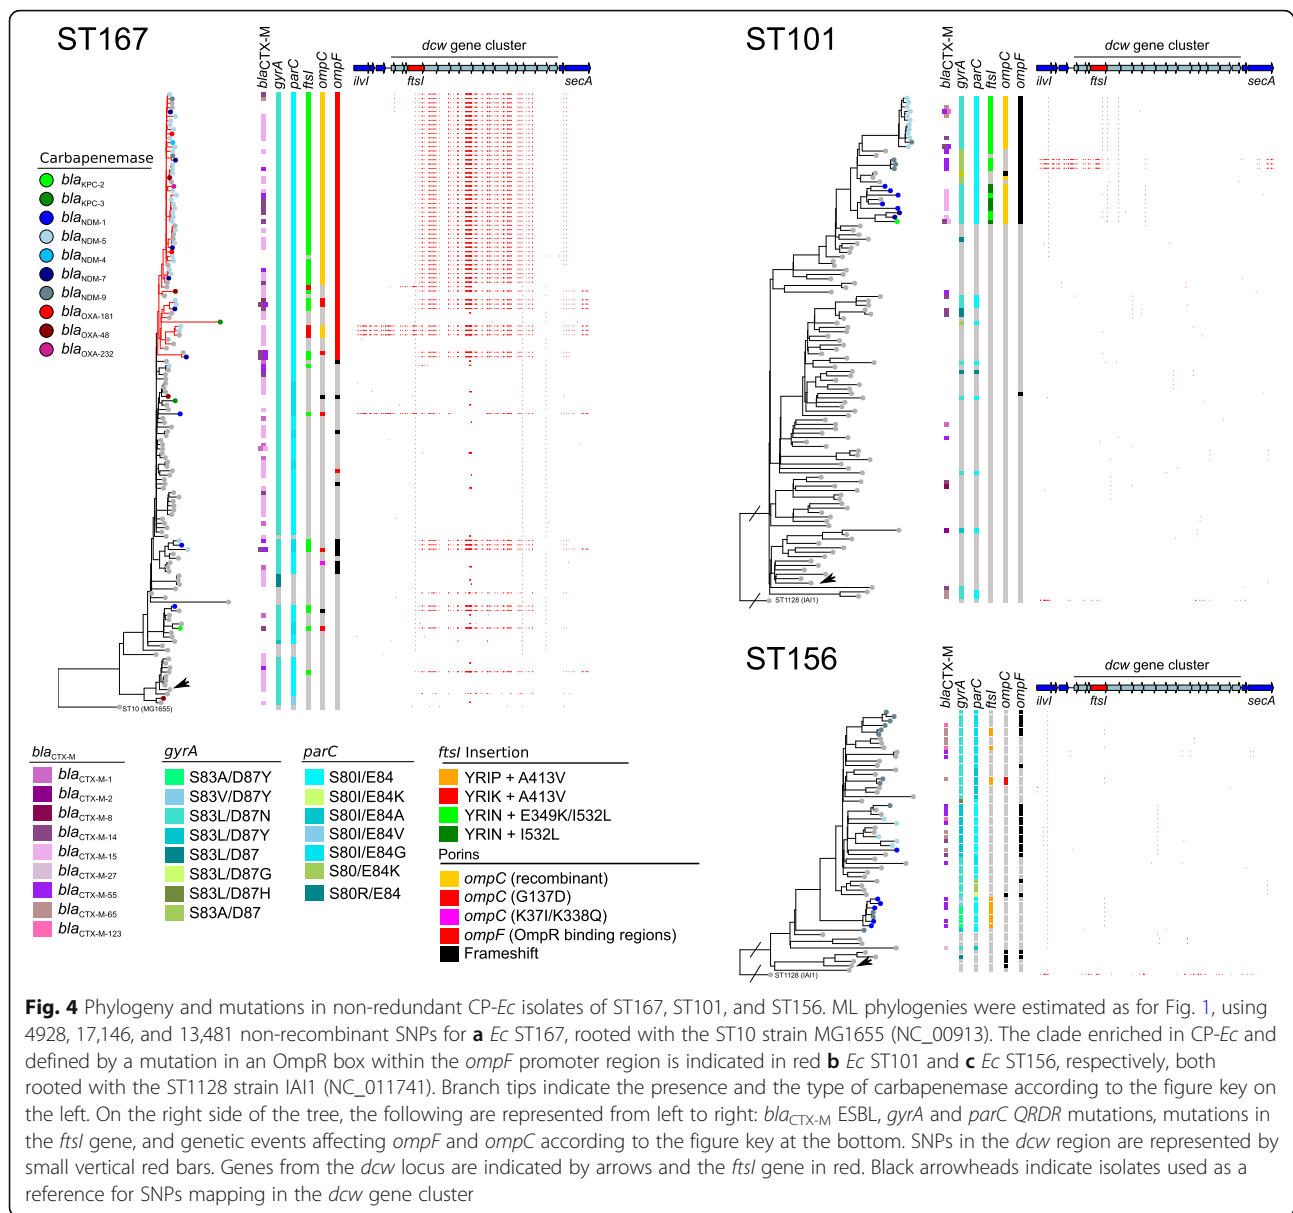 ST167
blaCTX-M
gyrA
parC
ftsI
ompC
ompF
dcw gene cluster
ftsI
secA
Carbapenemase
blaKPC-2
blaKPC-3
blaNDM-1
blaNDM-5
blaNDM-4
blaNDM-7
blaNDM-9
blaOXA-181
blaOXA-48
blaOXA-232
ST10 (MG1655)
ST101
blaCTX-M
gyrA
parC
ftsI
ompC
ompF
dcw gene cluster
ilvI
ftsI
secA
ST1128 (IAI1)
ST156
blaCTX-M
gyrA
parC
ftsI
ompC
ompF
dcw gene cluster
ilvI
ftsI
secA
ST1128 (IAI1)
blaCTX-M
blaCTX-M-1
blaCTX-M-2
blaCTX-M-8
blaCTX-M-14
blaCTX-M-15
blaCTX-M-27
blaCTX-M-55
blaCTX-M-65
blaCTX-M-123
gyrA
S83A/D87Y
S83V/D87Y
S83L/D87N
S83L/D87Y
S83L/D87
S83L/D87G
S83L/D87H
S83A/D87
parC
S80I/E84
S80I/E84K
S80I/E84A
S80I/E84V
S80I/E84G
S80/E84K
S80R/E84
ftsI Insertion
YRIP + A413V
YRIK + A413V
YRIN + E349K/I532L
YRIN + I532L
Porins
ompC (recombinant)
ompC (G137D)
ompC (K37I/K338Q)
ompF (OmpR binding regions)
Frameshift
Fig. 4 Phylogeny and mutations in non-redundant CP-Ec isolates of ST167, ST101, and ST156. ML phylogenies were estimated as for Fig. 1, using
4928, 17,146, and 13,481 non-recombinant SNPs for a Ec ST167, rooted with the ST10 strain MG1655 (NC_00913). The clade enriched in CP-Ec and
defined by a mutation in an OmpR box within the ompF promoter region is indicated in red b Ec ST101 and c Ec ST156, respectively, both
rooted with the ST1128 strain IAI1 (NC_011741). Branch tips indicate the presence and the type of carbapenemase according to the figure key on
the left. On the right side of the tree, the following are represented from left to right: blaCTX-M ESBL, gyrA and parC QRDR mutations, mutations in
the ftsI gene, and genetic events affecting ompF and ompC according to the figure key at the bottom. SNPs in the dcw region are represented by
small vertical red bars. Genes from the dcw locus are indicated by arrows and the ftsI gene in red. Black arrowheads indicate isolates used as a
reference for SNPs mapping in the dcw gene cluster